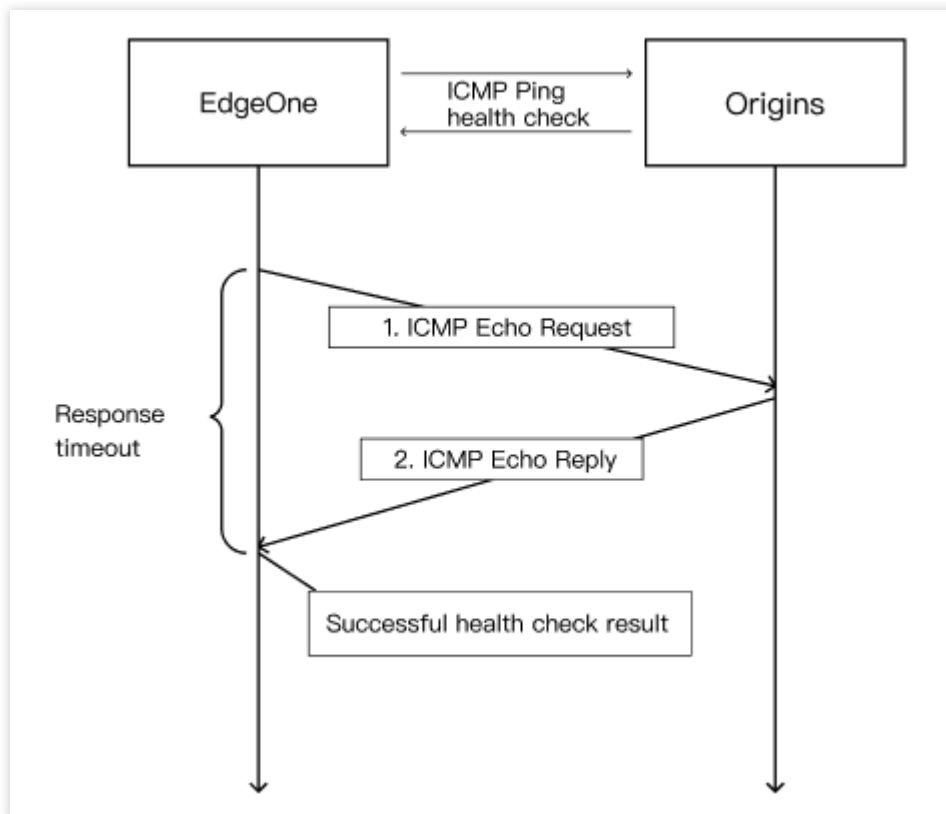 EdgeOne
ICMP Ping
health check
Origins
1. ICMP Echo Request
Response
timeout
2. ICMP Echo Reply
Successful health check result